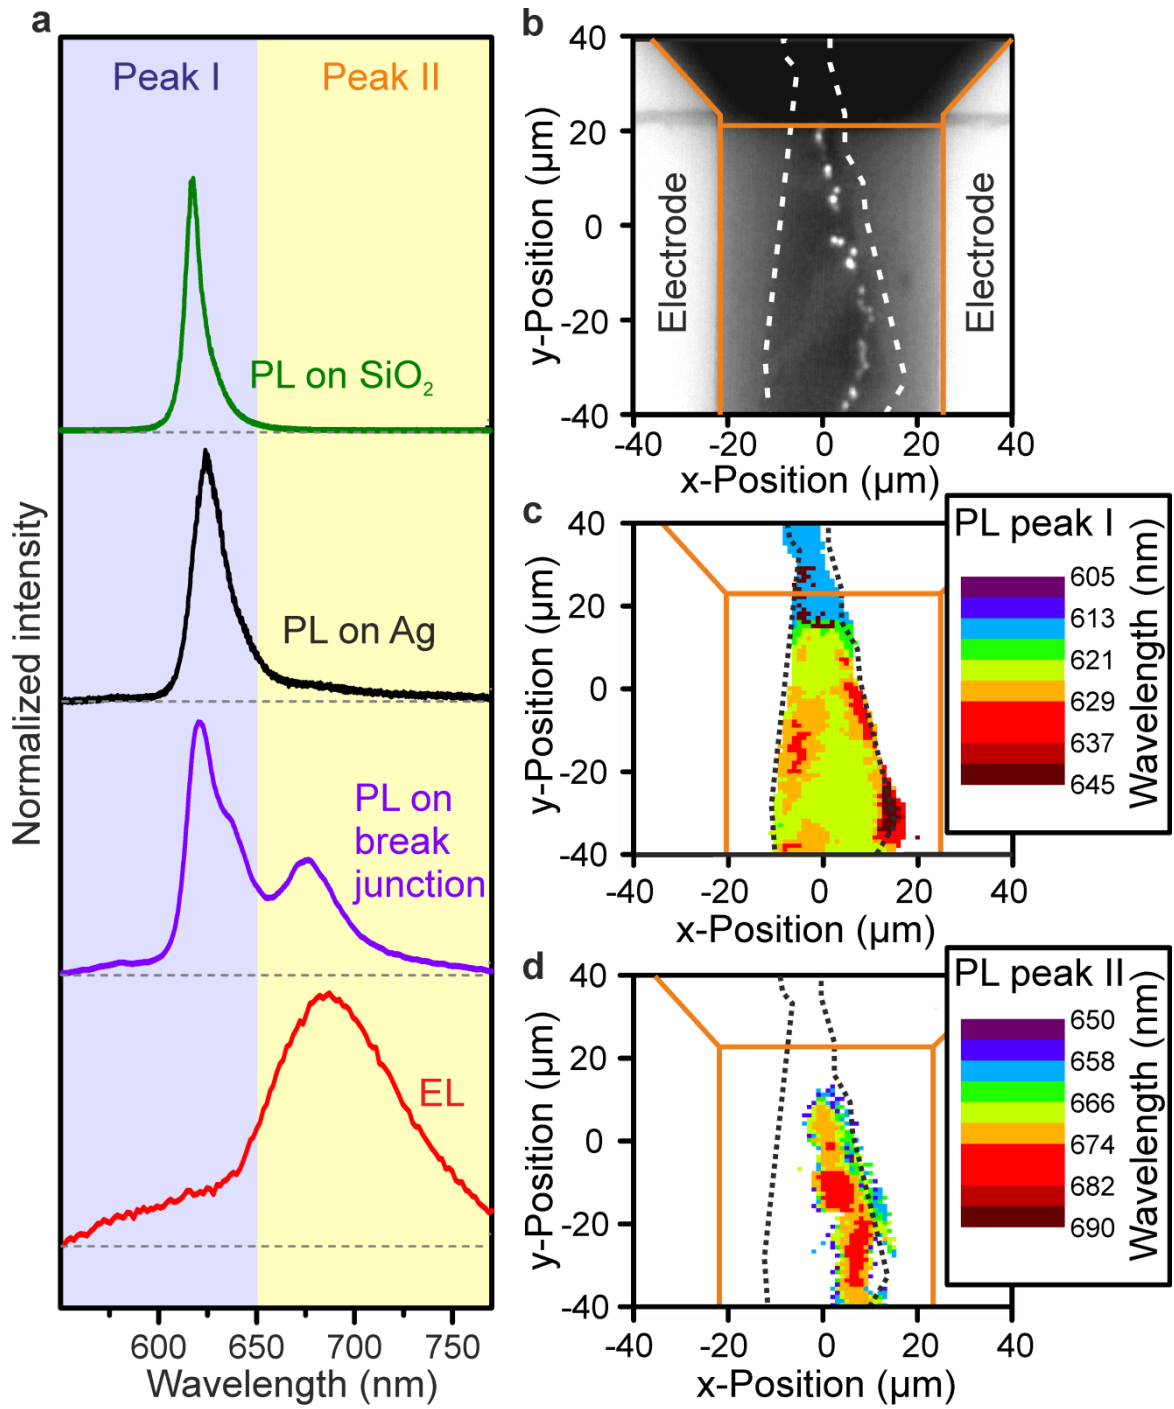 a
Peak I
Peak II
PL on SiO₂
PL on Ag
PL on
break
junction
EL
Normalized intensity
600
650
700
750
Wavelength (nm)
b
40
20
0
-20
-40
y-Position (µm)
Electrode
Electrode
-40
-20
0
20
40
x-Position (µm)
c
40
20
0
-20
-40
y-Position (µm)
-40
-20
0
20
40
x-Position (µm)
PL peak I
605
613
621
629
637
645
Wavelength (nm)
d
40
20
0
-20
-40
y-Position (µm)
-40
-20
0
20
40
x-Position (µm)
PL peak II
650
658
666
674
682
690
Wavelength (nm)